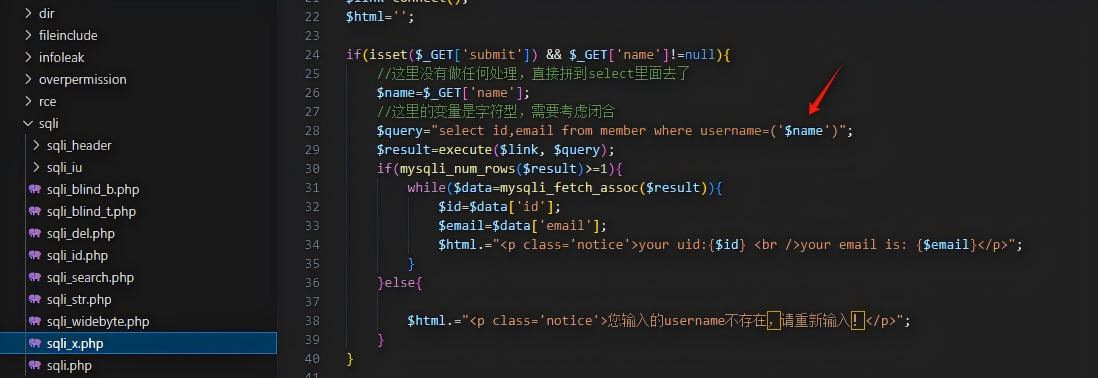 dir
fileinclude
infoleak
overpermission
rce
sqli
sqli_header
sqli_iu
sqli_blind_b.php
sqli_blind_t.php
sqli_del.php
sqli_id.php
sqli_search.php
sqli_str.php
sqli_widebyte.php
sqli_x.php
sqli.php
22 $html='';
23
24 if(isset($_GET['submit']) && $_GET['name']!=null){
25 //这里没有做任何处理，直接拼到select里面去了
26 $name=$_GET['name'];
27 //这里的变量是字符型，需要考虑闭合
28 $query="select id,email from member where username=('$name')";
29 $result=execute($link, $query);
30 if(mysqli_num_rows($result)>=1){
31 while($data=mysqli_fetch_assoc($result)){
32 $id=$data['id'];
33 $email=$data['email'];
34 $html.="<p class='notice'>your uid:{$id} <br />your email is: {$email}</p>";
35 }
36 }else{
37
38 $html.="<p class='notice'>您输入的username不存在，请重新输入！</p>";
39 }
40 }